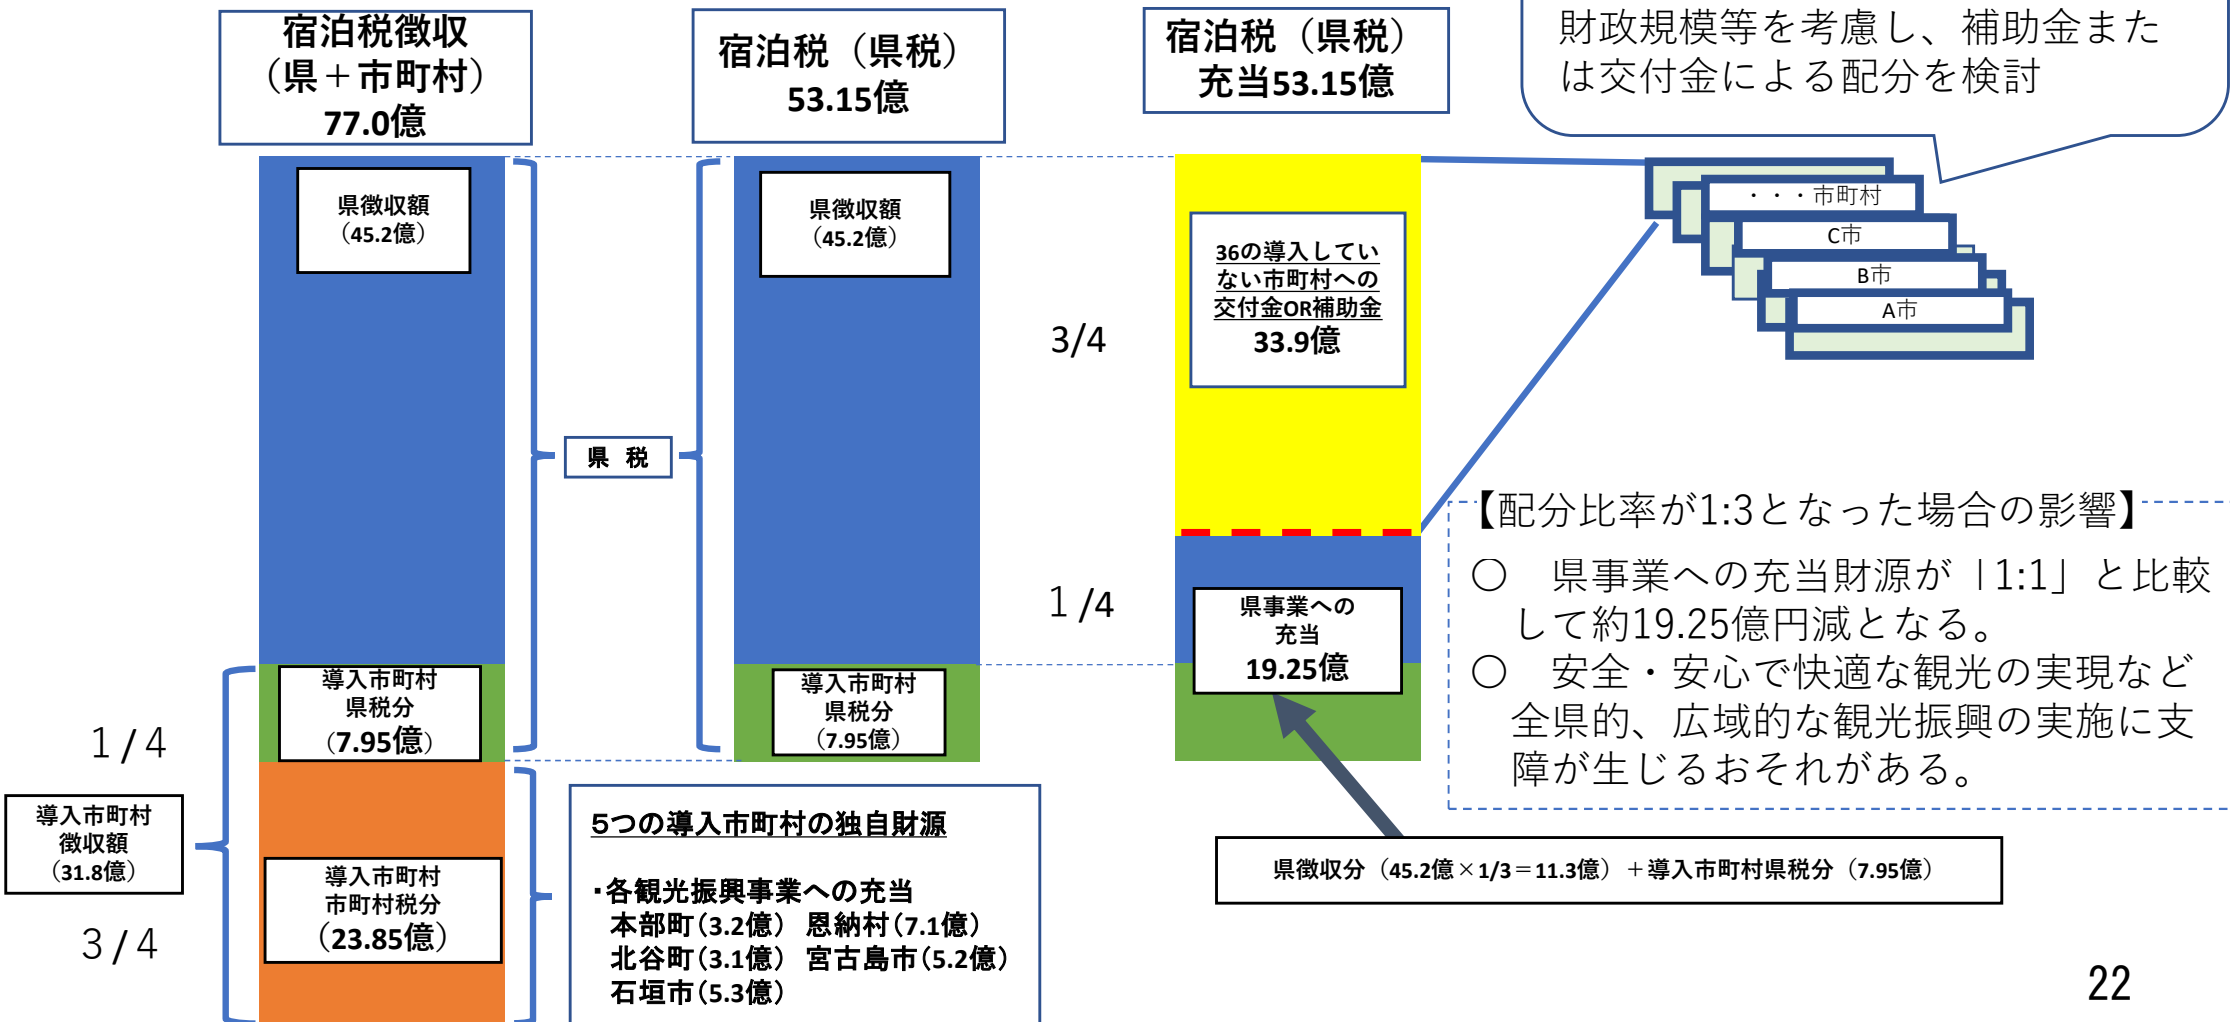 宿泊税徴収
（県＋市町村）
77.0億
宿泊税（県税）
53.15億
宿泊税（県税）
充当53.15億
財政規模等を考慮し、補助金また
は交付金による配分を検討
県徴収額
（45.2億）
県徴収額
（45.2億）
36の導入してい
ない市町村への
交付金OR補助金
33.9億
・・・市町村
C市
B市
A市
3/4
県 税
1/4
県事業への
充当
19.25億
【配分比率が1:3となった場合の影響】
○　県事業への充当財源が「1:1」と比較
して約19.25億円減となる。
○　安全・安心で快適な観光の実現など
全県的、広域的な観光振興の実施に支
障が生じるおそれがある。
導入市町村
県税分
（7.95億）
導入市町村
県税分
（7.95億）
1/4
導入市町村
徴収額
（31.8億）
3/4
導入市町村
市町村税分
（23.85億）
5つの導入市町村の独自財源
・各観光振興事業への充当
本部町（3.2億） 恩納村（7.1億）
北谷町（3.1億） 宮古島市（5.2億）
石垣市（5.3億）
県徴収分（45.2億×1/3＝11.3億）＋導入市町村県税分（7.95億）
22